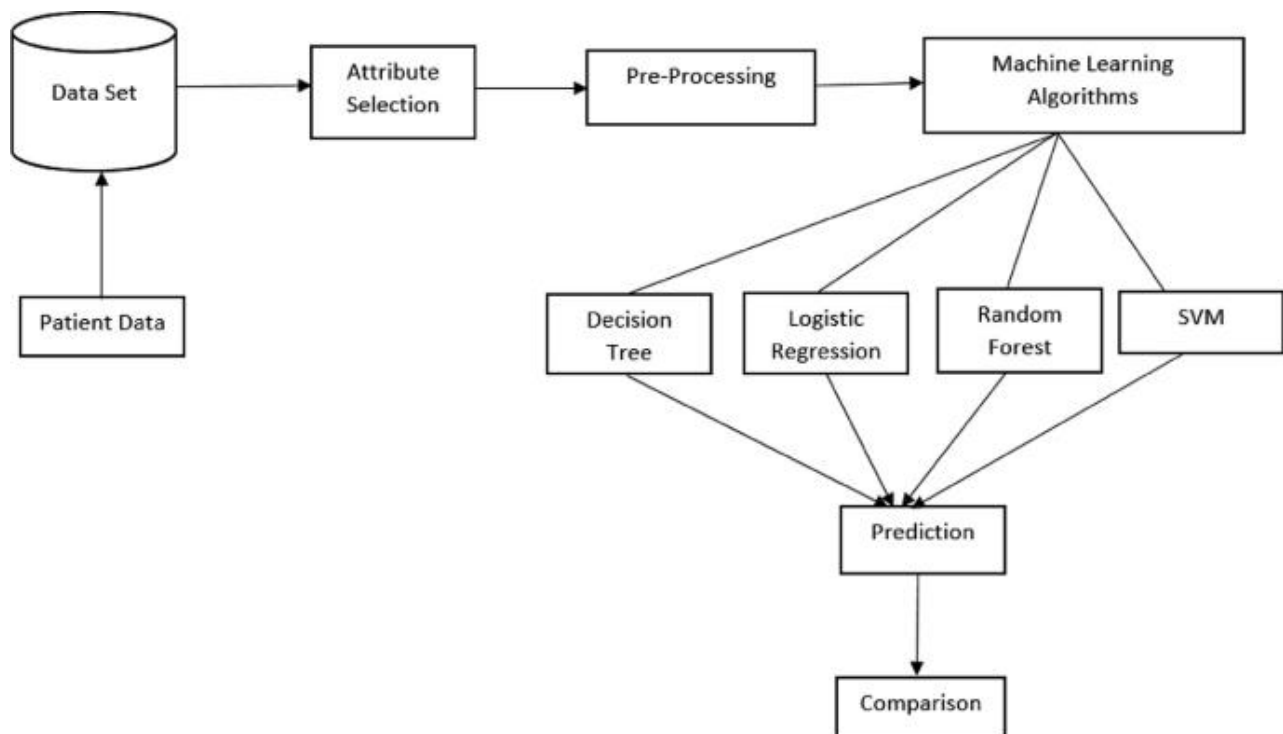 Data Set
Attribute
Selection
Pre-Processing
Machine Learning
Algorithms
Patient Data
Decision
Tree
Logistic
Regression
Random
Forest
SVM
Prediction
Comparison